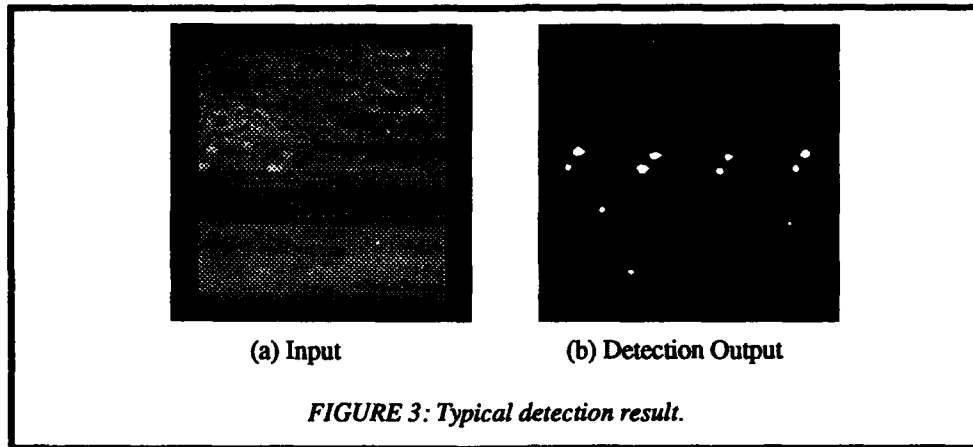 (a) Input
(b) Detection Output
FIGURE 3: Typical detection result.